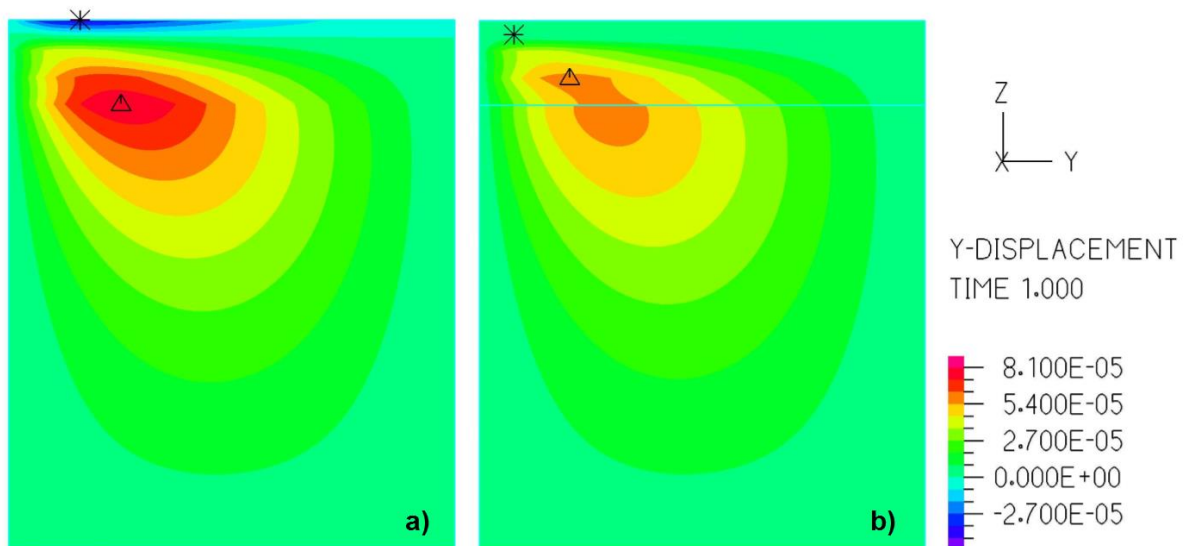 a)
b)
Z
X Y
Y-DISPLACEMENT
TIME 1.000
8.100E-05
5.400E-05
2.700E-05
0.000E+00
-2.700E-05